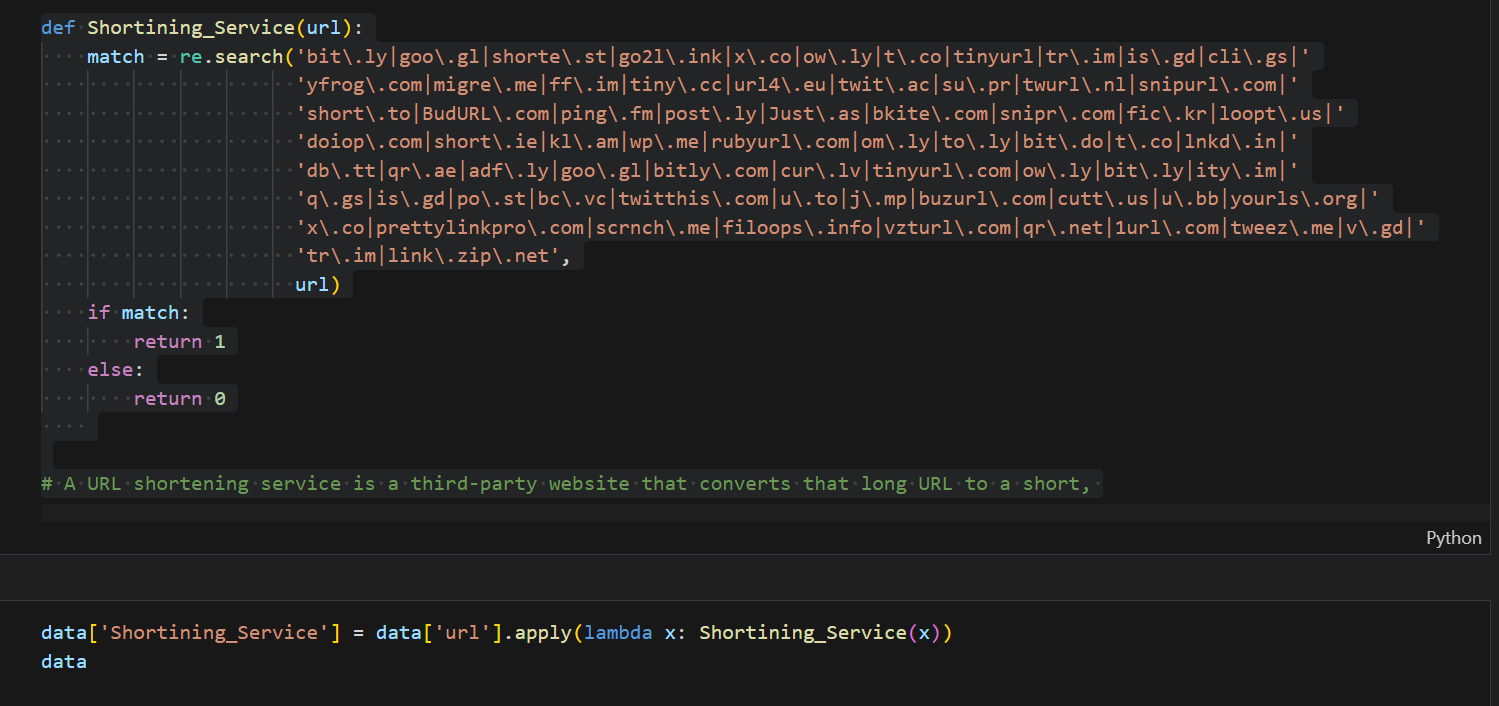 def Shortining_Service(url):
    match = re.search('bit\.ly|goo\.gl|shorte\.st|go2l\.ink|x\.co|ow\.ly|t\.co|tinyurl|tr\.im|is\.gd|cli\.gs|'
                      'yfrog\.com|migre\.me|ff\.im|tiny\.cc|url4\.eu|twit\.ac|su\.pr|twurl\.nl|snipurl\.com|'
                      'short\.to|BudURL\.com|ping\.fm|post\.ly|Just\.as|bkite\.com|snipr\.com|fic\.kr|loopt\.us|'
                      'doiop\.com|short\.ie|kl\.am|wp\.me|rubyurl\.com|om\.ly|to\.ly|bit\.do|t\.co|lnkd\.in|'
                      'db\.tt|qr\.ae|adf\.ly|goo\.gl|bitly\.com|cur\.lv|tinyurl\.com|ow\.ly|bit\.ly|ity\.im|'
                      'q\.gs|is\.gd|po\.st|bc\.vc|twitthis\.com|u\.to|j\.mp|buzurl\.com|cutt\.us|u\.bb|yourls\.org|'
                      'x\.co|prettylinkpro\.com|scrnch\.me|filoops\.info|vzturl\.com|qr\.net|1url\.com|tweez\.me|v\.gd|'
                      'tr\.im|link\.zip\.net',
                      url)
    if match:
        return 1
    else:
        return 0
# A URL shortening service is a third-party website that converts that long URL to a short,
Python
data['Shortining_Service'] = data['url'].apply(lambda x: Shortining_Service(x))
data